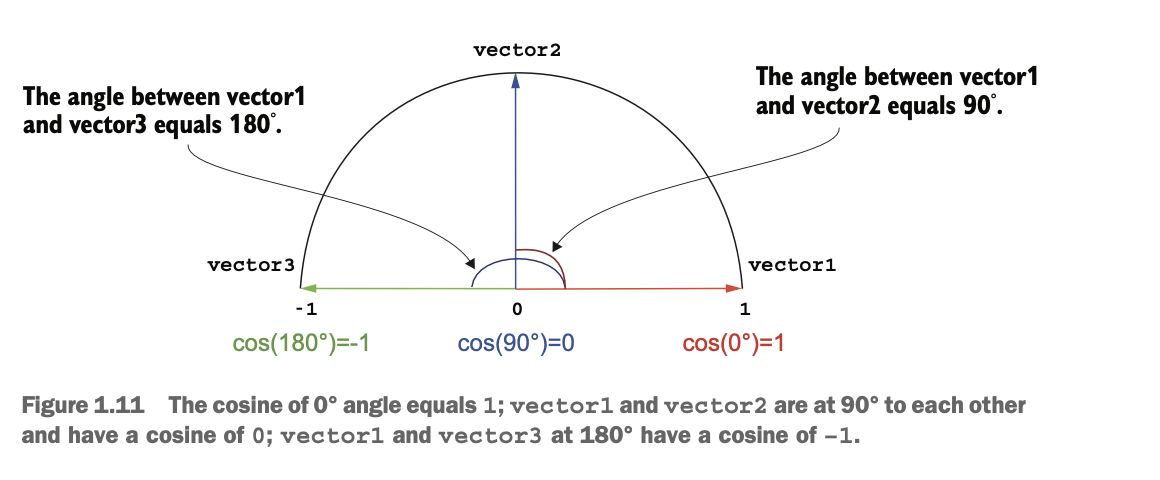 vector2
The angle between vector1
and vector3 equals 180°.
The angle between vector1
and vector2 equals 90°.
vector3
vector1
-1
0
1
cos(180°)=-1
cos(90°)=0
cos(0°)=1
Figure 1.11 The cosine of 0° angle equals 1; vector1 and vector2 are at 90° to each other
and have a cosine of 0; vector1 and vector3 at 180° have a cosine of –1.